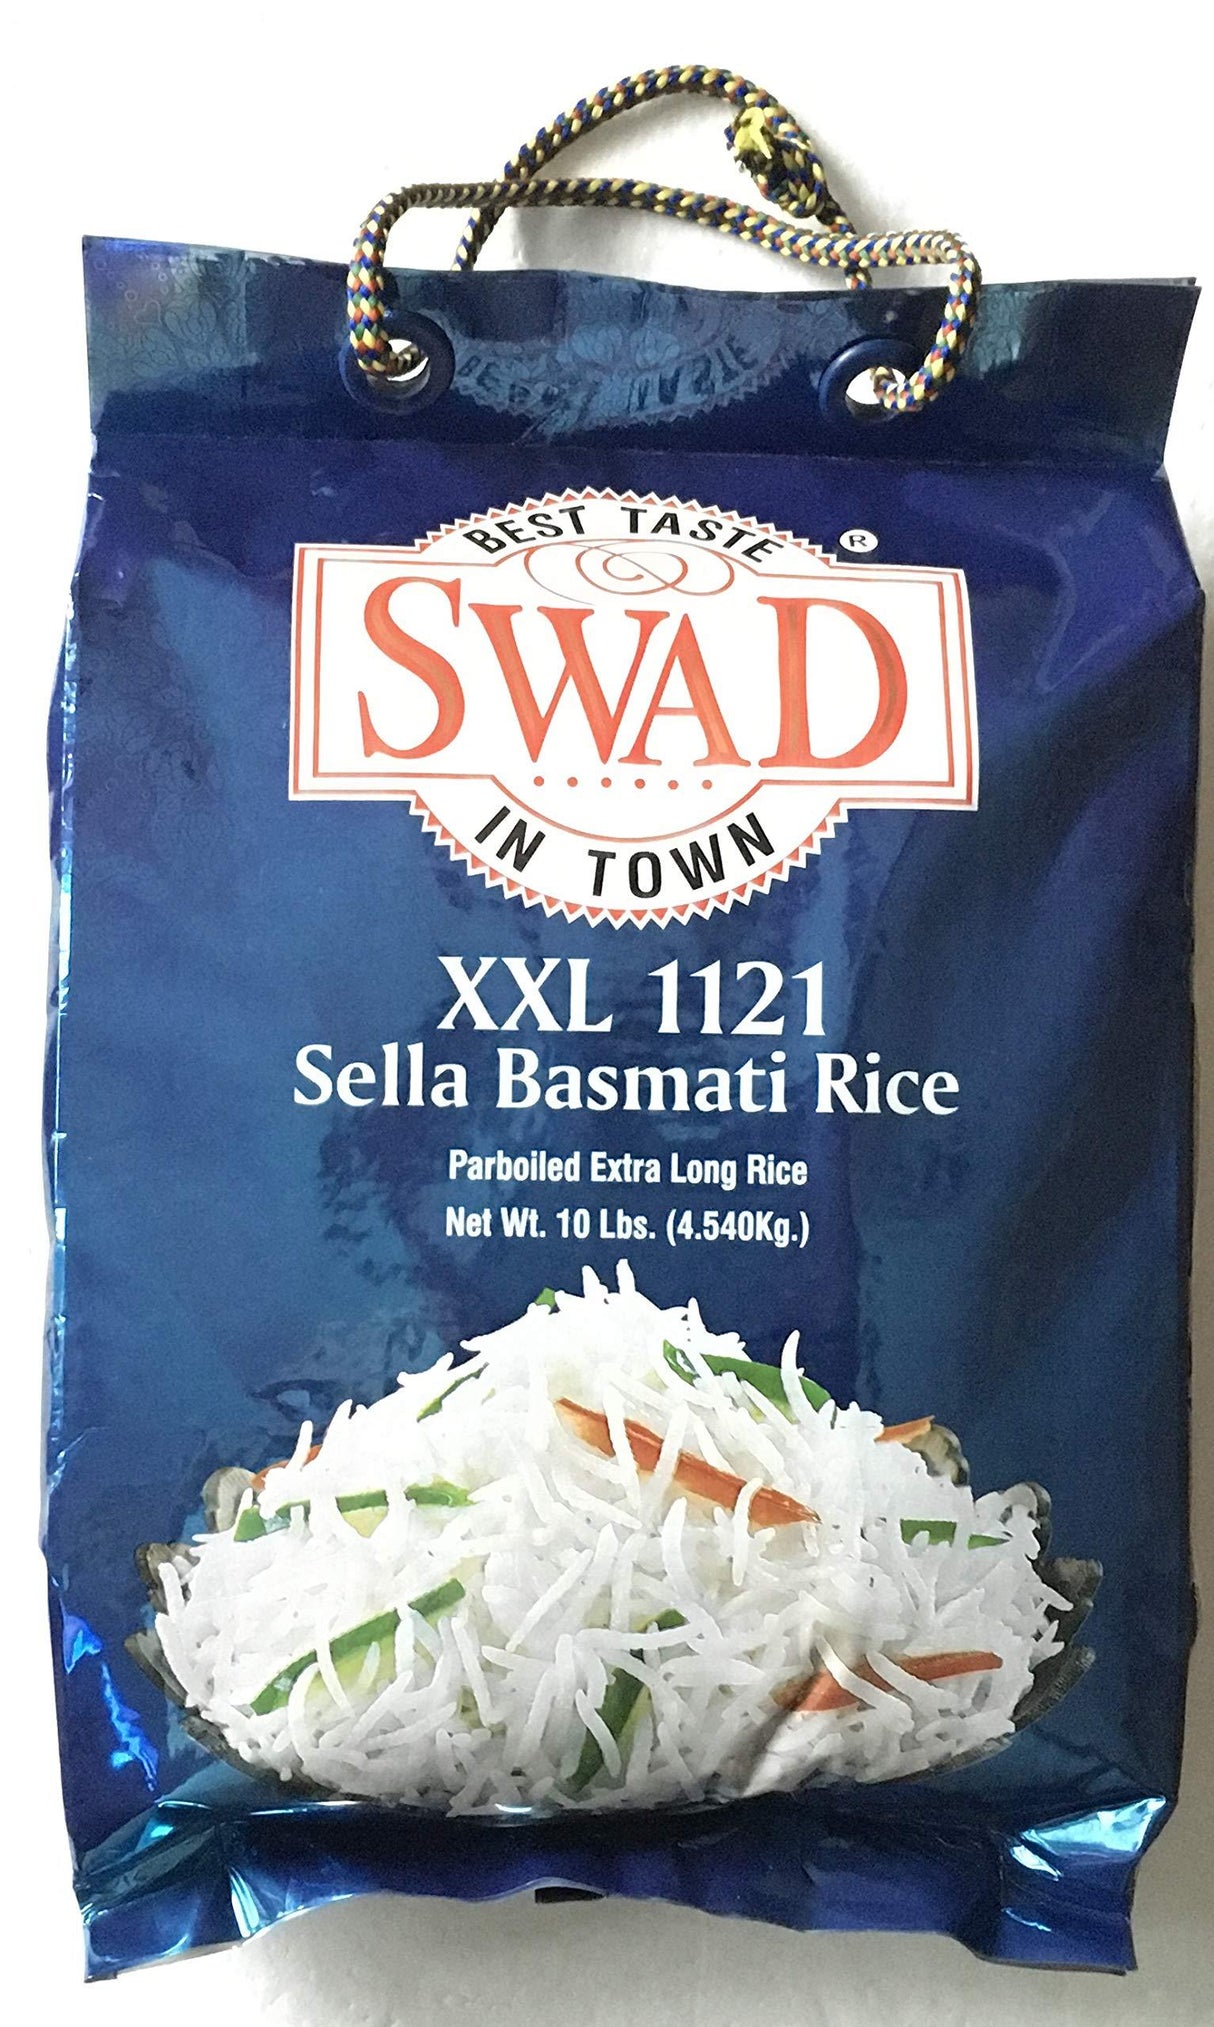 BEST TASTE
®
SWAD
IN TOWN
XXL 1121
Sella Basmati Rice
Parboiled Extra Long Rice
Net Wt. 10 Lbs. (4.540Kg.)